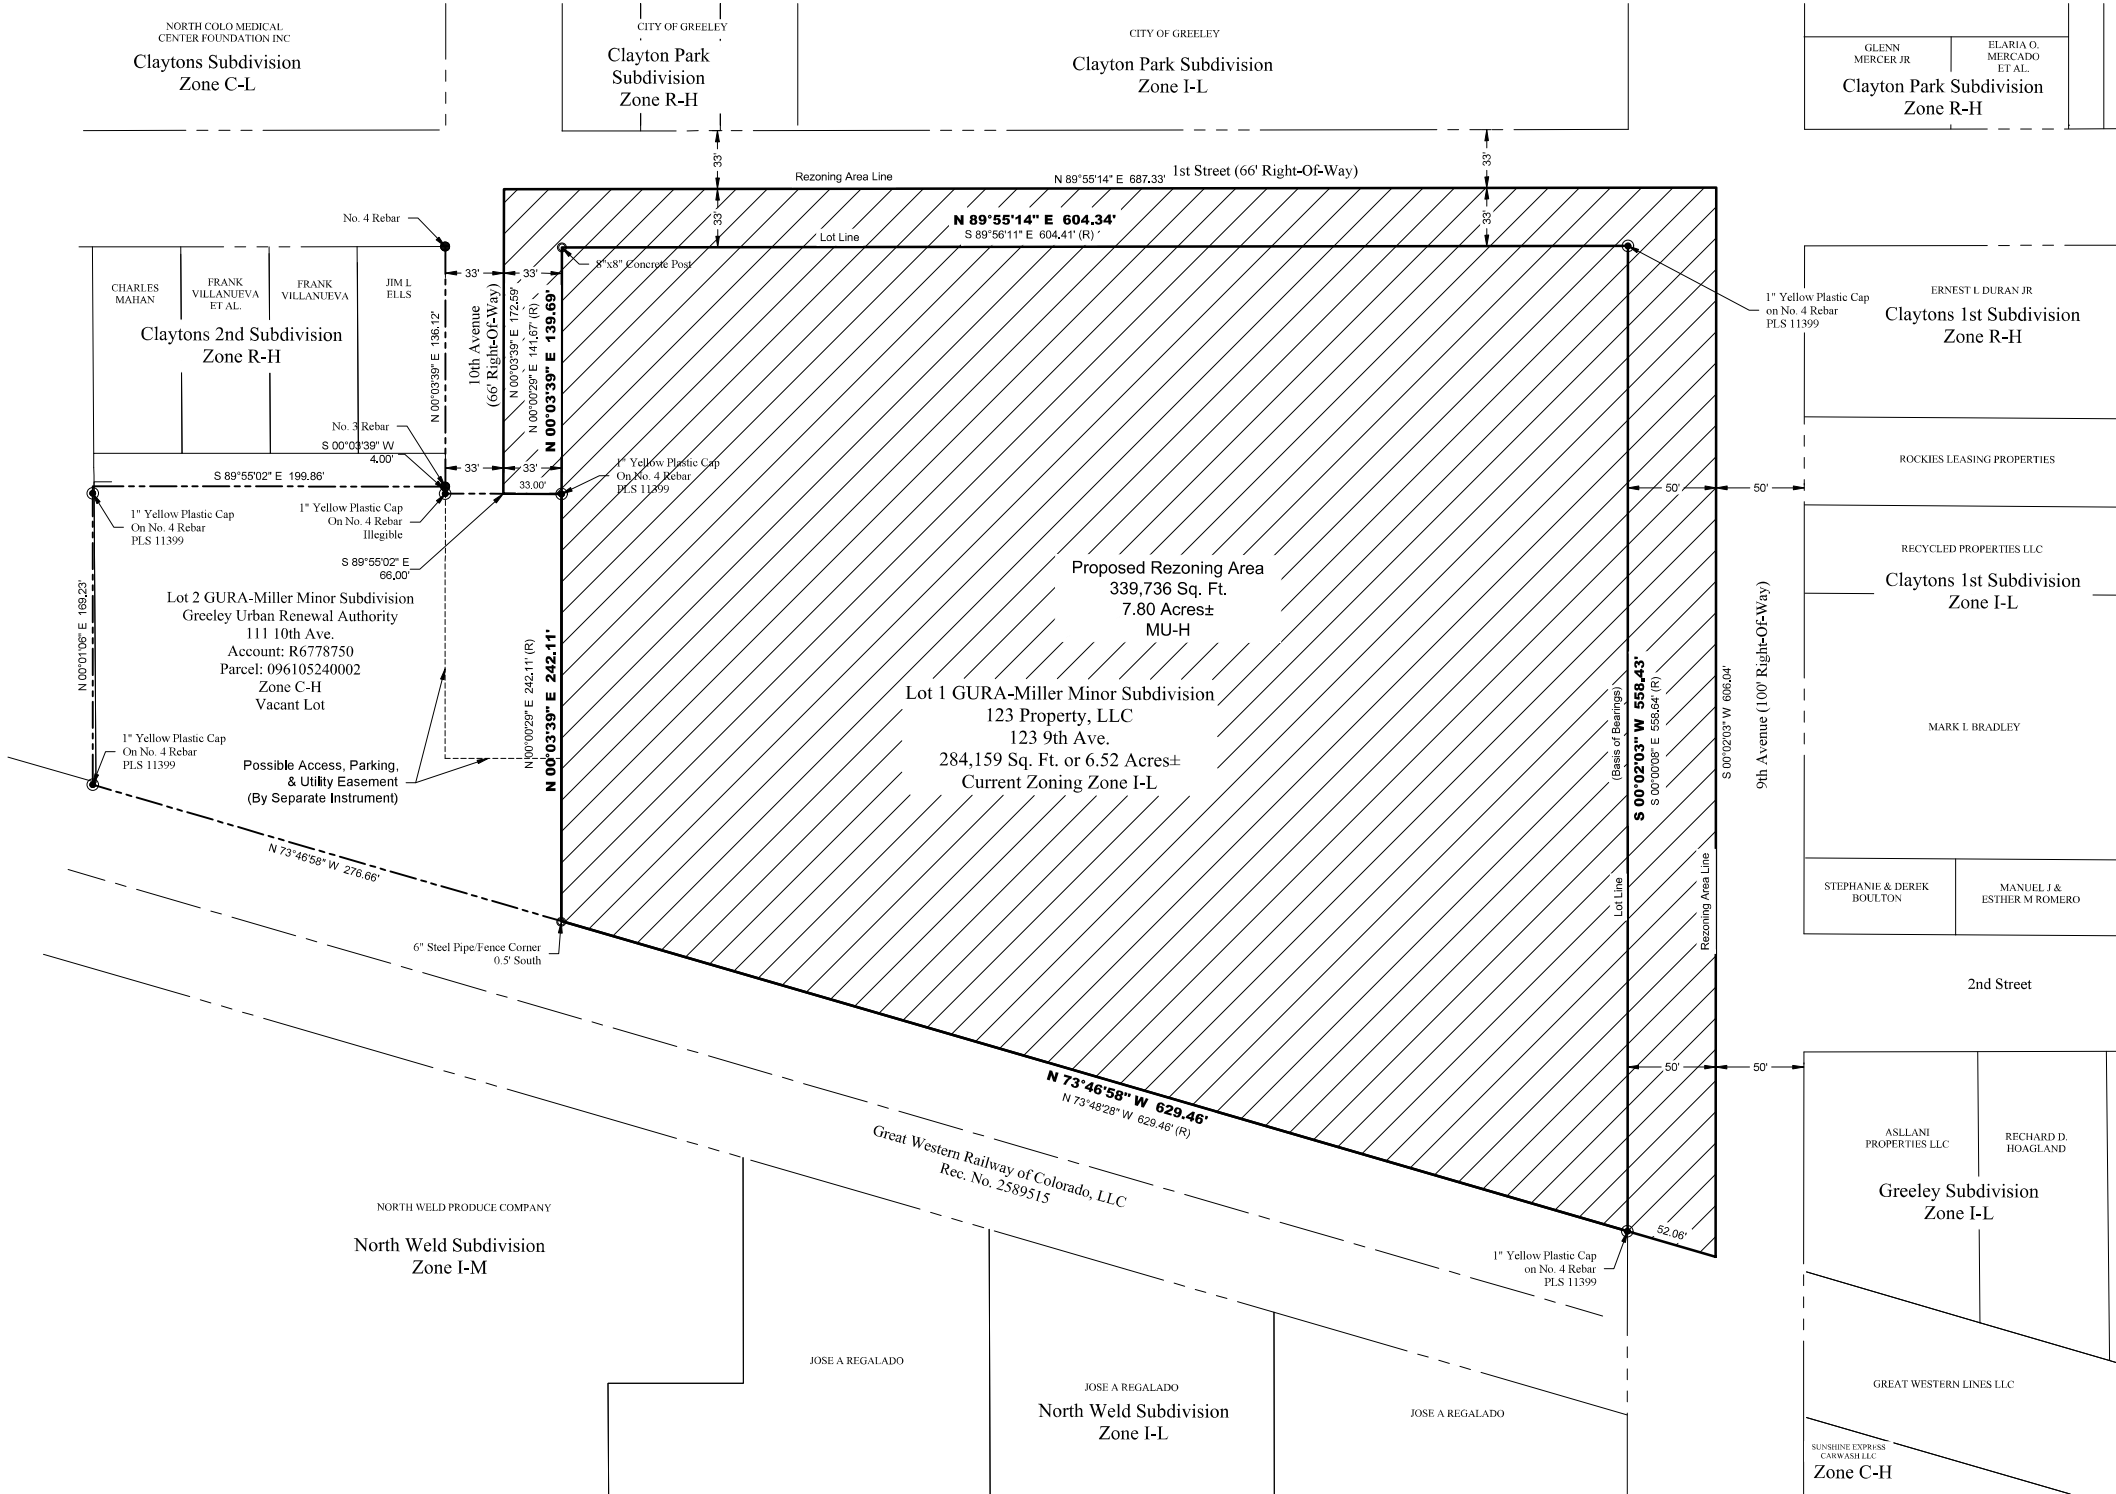 NORTH COLO MEDICAL
CENTER FOUNDATION INC
Claytons Subdivision
Zone C-L
CITY OF GREELEY
Clayton Park
Subdivision
Zone R-H
CITY OF GREELEY
Clayton Park Subdivision
Zone I-L
GLENN
MERCER JR
ELARIA O.
MERCADO
ET AL.
Clayton Park Subdivision
Zone R-H
33'
33'
Rezoning Area Line
N 89°55'14" E 687.33'
1st Street (66' Right-Of-Way)
33'
33'
N 89°55'14" E 604.34'
S 89°56'11" E 604.41' (R)
Lot Line
No. 4 Rebar
33'
33'
8"x8" Concrete Post
CHARLES
MAHAN
FRANK
VILLANUEVA
ET AL.
FRANK
VILLANUEVA
JIM L
ELLS
Claytons 2nd Subdivision
Zone R-H
N 00°03'39" E 136.12'
10th Avenue
(66' Right-Of-Way)
N 00°03'39" E 172.59'
N 00°00'29" E 141.67' (R)
N 00°03'39" E 139.69'
1" Yellow Plastic Cap
on No. 4 Rebar
PLS 11399
ERNEST L DURAN JR
Claytons 1st Subdivision
Zone R-H
No. 3 Rebar
S 00°03'39" W
4.00'
33'
33'
33.00'
1" Yellow Plastic Cap
On No. 4 Rebar
PLS 11399
S 89°55'02" E 199.86'
ROCKIES LEASING PROPERTIES
50'
50'
1" Yellow Plastic Cap
On No. 4 Rebar
PLS 11399
1" Yellow Plastic Cap
On No. 4 Rebar
Illegible
S 89°55'02" E
66.00'
RECYCLED PROPERTIES LLC
Claytons 1st Subdivision
Zone I-L
Proposed Rezoning Area
339,736 Sq. Ft.
7.80 Acres±
MU-H
N 00°01'06" E 169.23'
Lot 2 GURA-Miller Minor Subdivision
Greeley Urban Renewal Authority
111 10th Ave.
Account: R6778750
Parcel: 096105240002
Zone C-H
Vacant Lot
N 00°00'29" E 242.11' (R)
N 00°03'39" E 242.11'
Lot 1 GURA-Miller Minor Subdivision
123 Property, LLC
123 9th Ave.
284,159 Sq. Ft. or 6.52 Acres±
Current Zoning Zone I-L
(Basis of Bearings)
S 00°02'03" W 558.43'
S 00°00'08" E 558.64' (R)
S 00°02'03" W 606.04'
9th Avenue (100' Right-Of-Way)
MARK L BRADLEY
1" Yellow Plastic Cap
On No. 4 Rebar
PLS 11399
Possible Access, Parking,
& Utility Easement
(By Separate Instrument)
N 73°46'58" W 276.66'
Lot Line
Rezoning Area Line
STEPHANIE & DEREK
BOULTON
MANUEL J &
ESTHER M ROMERO
6" Steel Pipe/Fence Corner
0.5' South
2nd Street
50'
50'
N 73°46'58" W 629.46'
N 73°48'28" W 629.46' (R)
Great Western Railway of Colorado, LLC
Rec. No. 2589515
ASLLANI
PROPERTIES LLC
RECHARD D.
HOAGLAND
Greeley Subdivision
Zone I-L
NORTH WELD PRODUCE COMPANY
North Weld Subdivision
Zone I-M
52.06'
1" Yellow Plastic Cap
on No. 4 Rebar
PLS 11399
JOSE A REGALADO
JOSE A REGALADO
North Weld Subdivision
Zone I-L
JOSE A REGALADO
GREAT WESTERN LINES LLC
SUNSHINE EXPRESS
CARWASH LLC
Zone C-H